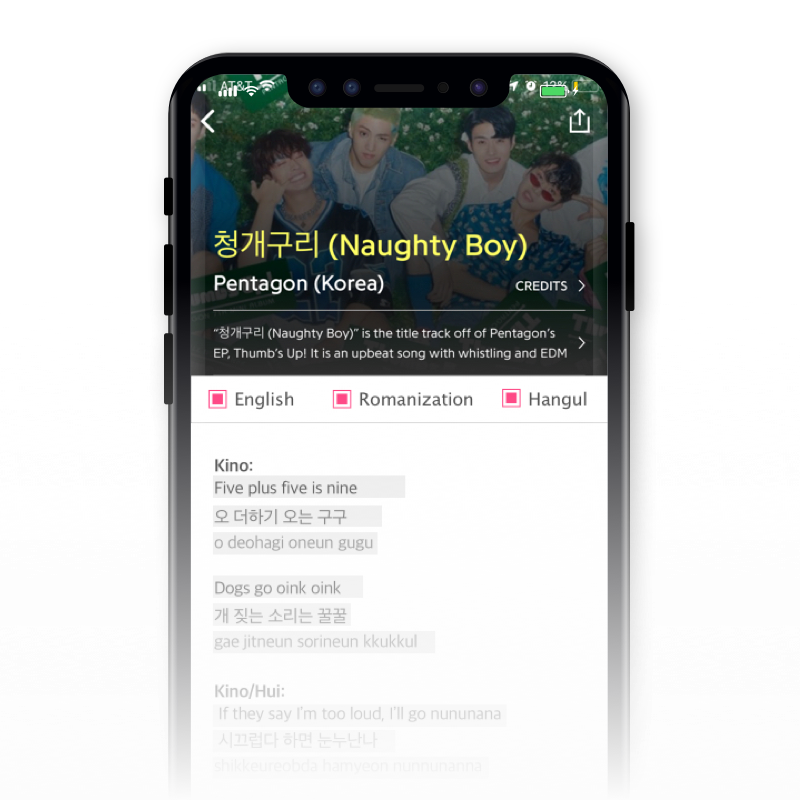 AT&T 12%
청개구리 (Naughty Boy)
Pentagon (Korea) CREDITS
“청개구리 (Naughty Boy)” is the title track off of Pentagon’s
EP, Thumb’s Up! It is an upbeat song with whistling and EDM
English Romanization Hangul
Kino:
Five plus five is nine
오 더하기 오는 구구
o deohagi oneun gugu
Dogs go oink oink
개 짖는 소리는 꿀꿀
gae jitneun sorineun kkukkul
Kino/Hui:
If they say I’m too loud, I’ll go nununana
시끄럽다 하면 눈누난나
shikkeureobda hamyeon nunnunanna